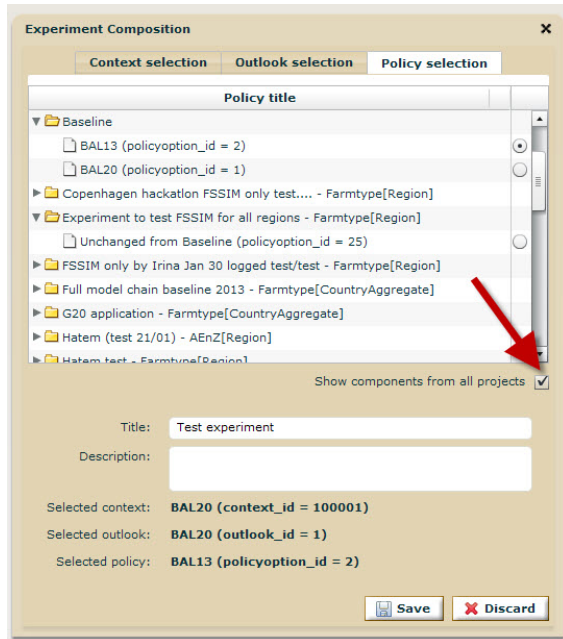 Experiment Composition
Context selection Outlook selection Policy selection
Policy title
Baseline
BAL13 (policyoption_id = 2)
BAL20 (policyoption_id = 1)
Copenhagen hackatlon FSSIM only test.... - Farmtype[Region]
Experiment to test FSSIM for all regions - Farmtype[Region]
Unchanged from Baseline (policyoption_id = 25)
FSSIM only by Irina Jan 30 logged test/test - Farmtype[Region]
Full model chain baseline 2013 - Farmtype[CountryAggregate]
G20 application - Farmtype[CountryAggregate]
Hatem (test 21/01) - AEnZ[Region]
Hatem test - Farmtype[Region]
Show components from all projects
Title: Test experiment
Description:
Selected context: BAL20 (context_id = 100001)
Selected outlook: BAL20 (outlook_id = 1)
Selected policy: BAL13 (policyoption_id = 2)
Save Discard